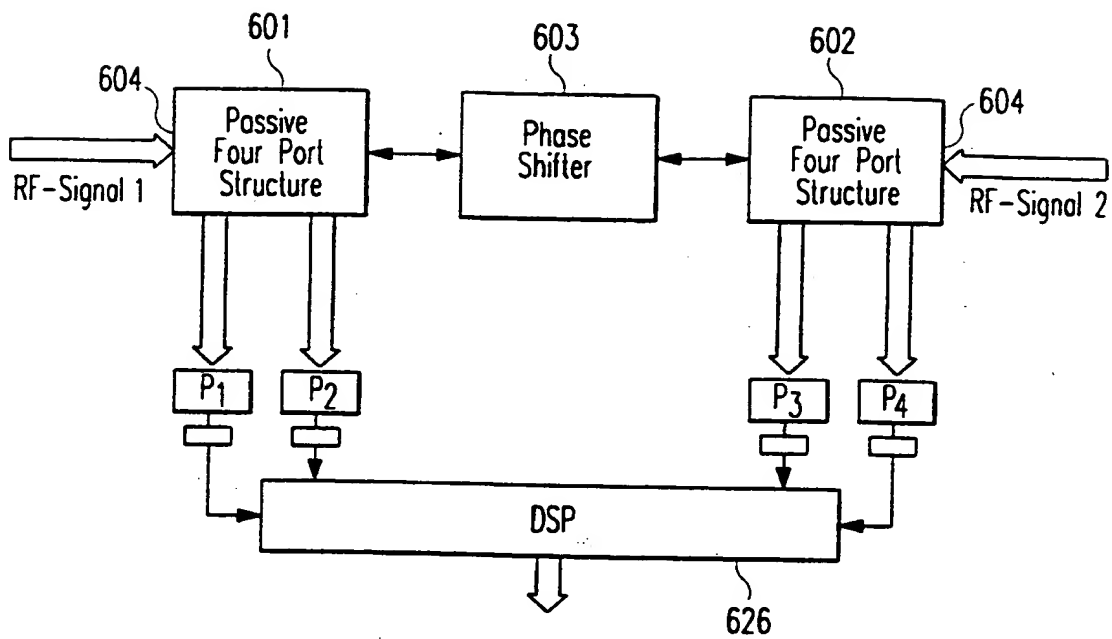 601
603
602
604
604
Passive
Four Port
Structure
Phase
Shifter
Passive
Four Port
Structure
RF-Signal 1
RF-Signal 2
P1
P2
P3
P4
DSP
626